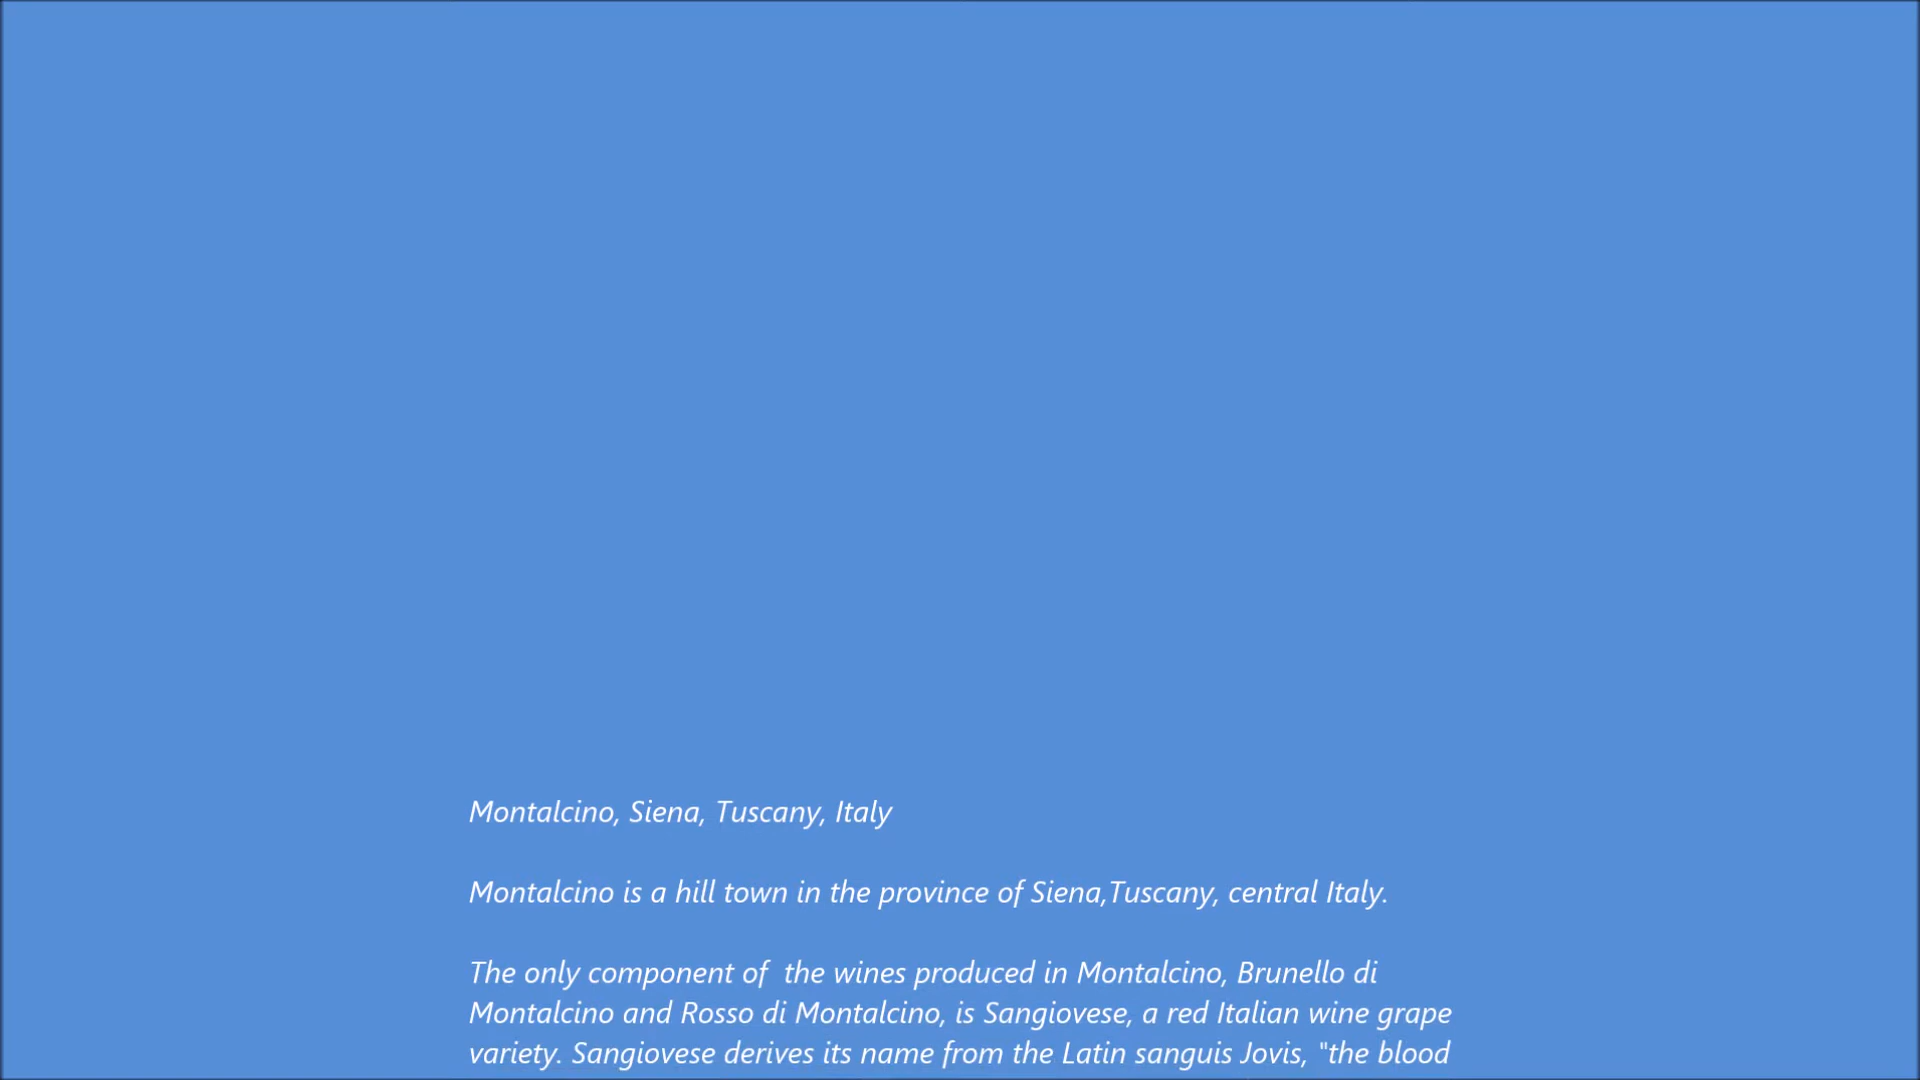 Montalcino, Siena, Tuscany, Italy
Montalcino is a hill town in the province of Siena,Tuscany, central Italy.
The only component of  the wines produced in Montalcino, Brunello di
Montalcino and Rosso di Montalcino, is Sangiovese, a red Italian wine grape
variety. Sangiovese derives its name from the Latin sanguis Jovis, "the blood